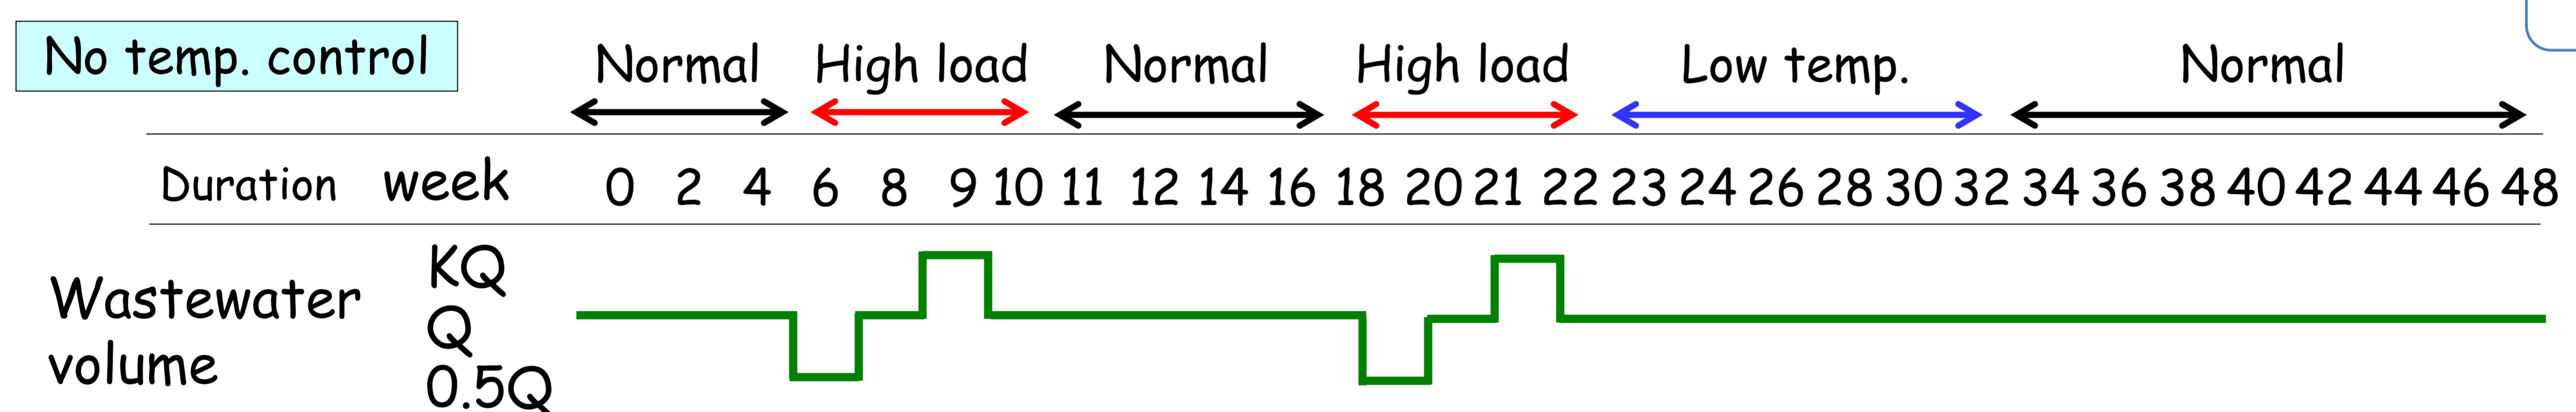 No temp. control
Normal High load Normal High load Low temp. Normal
Duration week 0 2 4 6 8 9 10 11 12 14 16 18 20 21 22 23 24 26 28 30 32 34 36 38 40 42 44 46 48
KQ
Wastewater
Q
volume
0.5Q